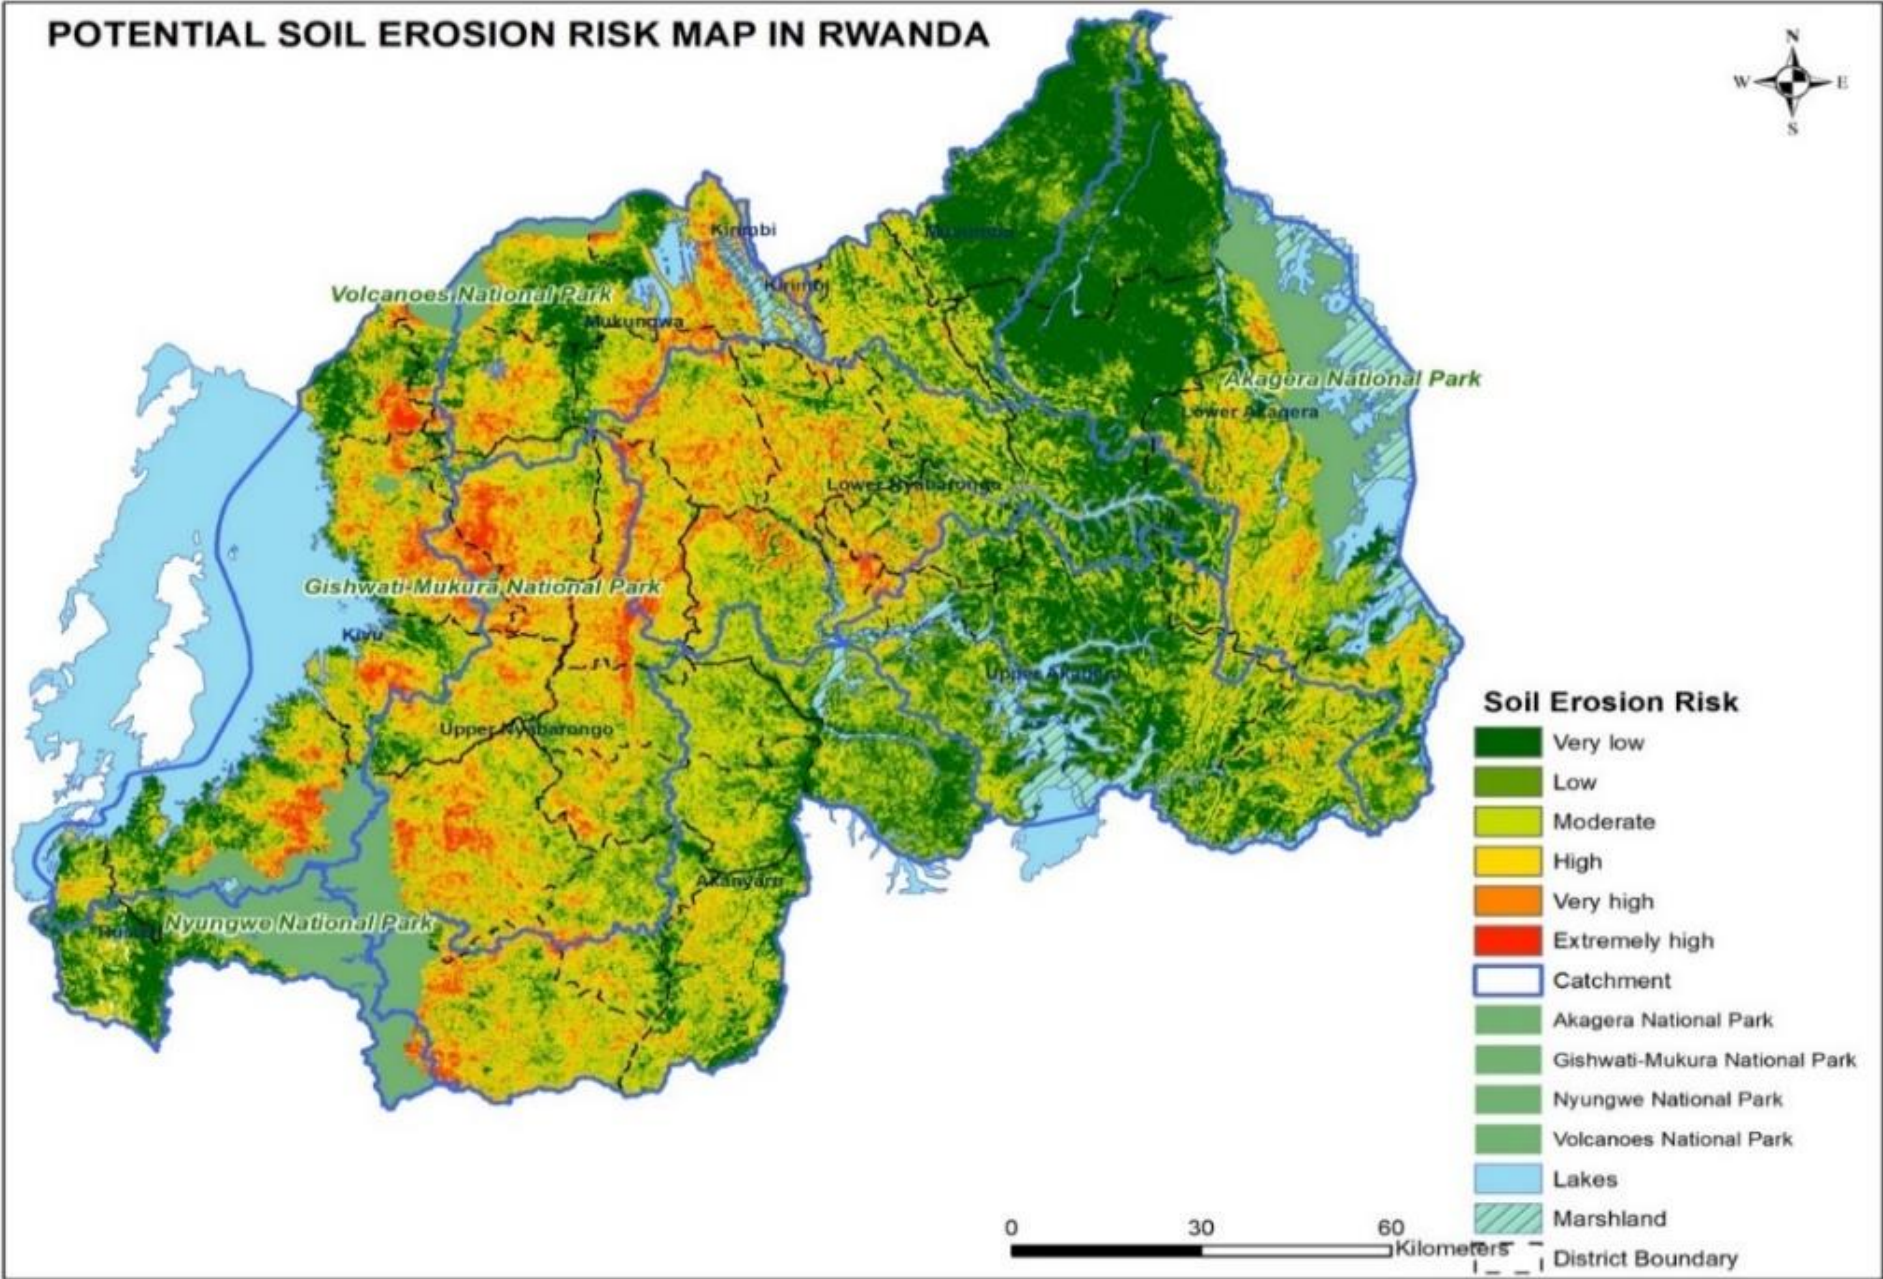 POTENTIAL SOIL EROSION RISK MAP IN RWANDA
N
W E
S
Kirimbi
Kirimbi
Volcanoes National Park
Mukungwa
Akagera National Park
Lower Akagera
Lower Nyabarongo
Gishwati-Mukura National Park
Kivu
Upper Akagera
Upper Nyabarongo
Akanyaru
Nyungwe National Park
Soil Erosion Risk
Very low
Low
Moderate
High
Very high
Extremely high
Catchment
Akagera National Park
Gishwati-Mukura National Park
Nyungwe National Park
Volcanoes National Park
Lakes
Marshland
District Boundary
0 30 60
Kilometers